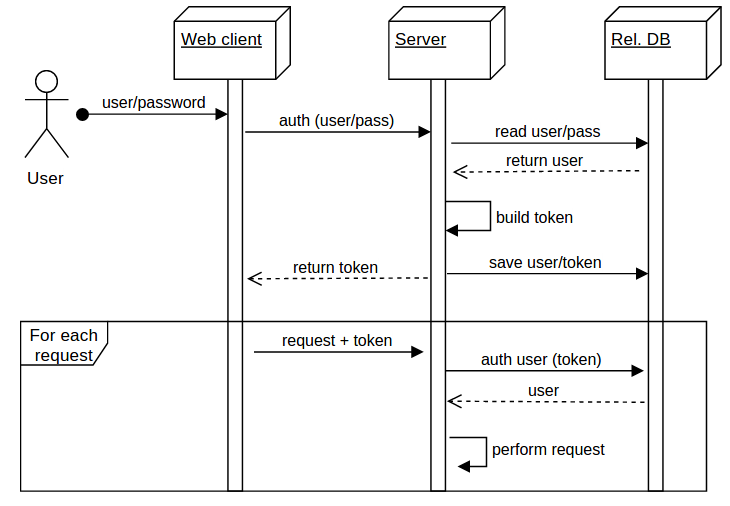 Web client
Server
Rel. DB
user/password
auth (user/pass)
read user/pass
return user
User
build token
return token
save user/token
For each
request
request + token
auth user (token)
user
perform request